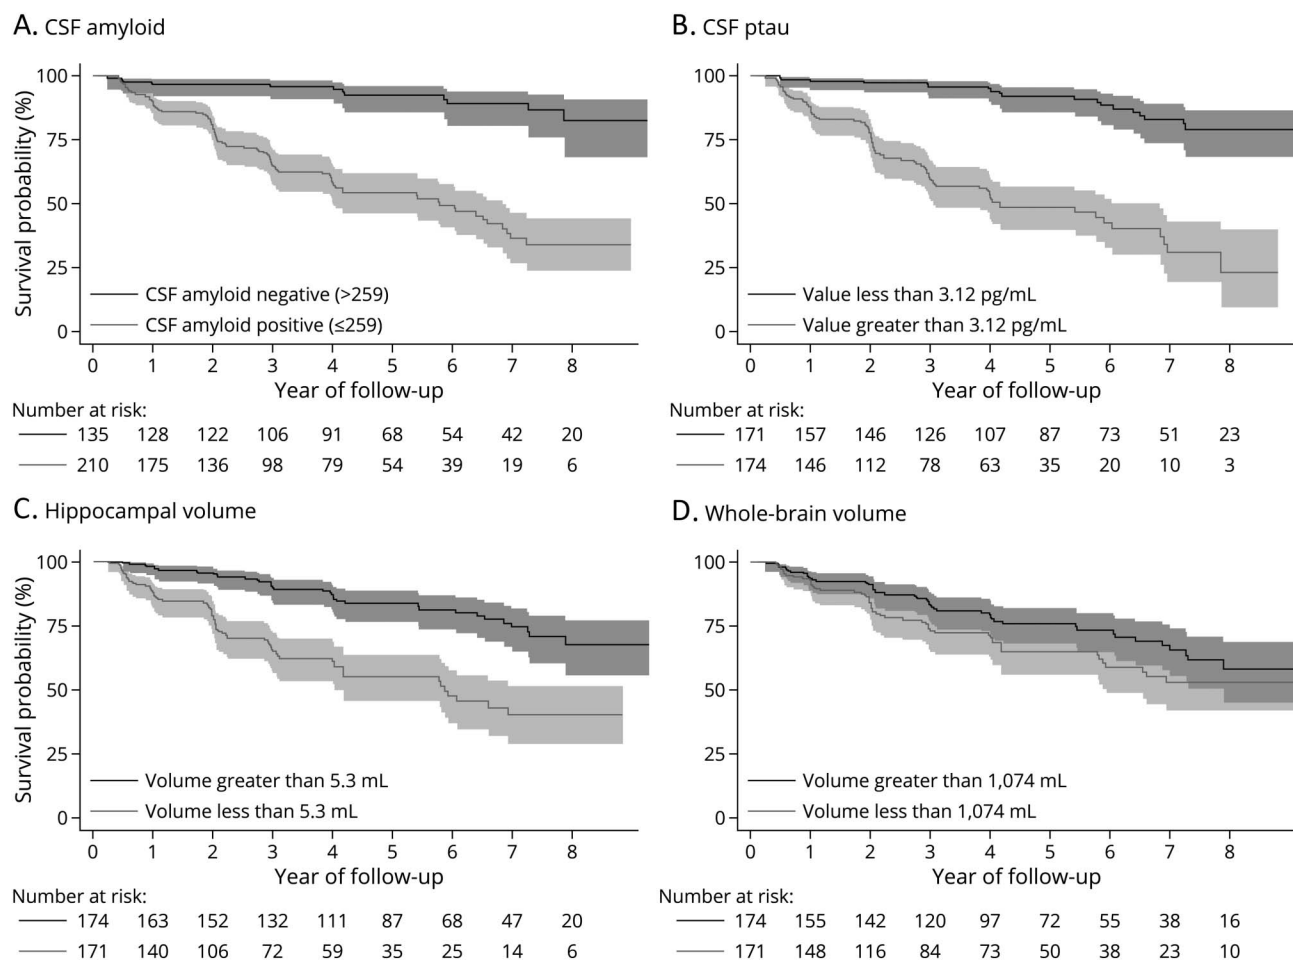 A. CSF amyloid
Survival probability (%)
100
75
50
25
0
CSF amyloid negative (>259)
CSF amyloid positive (≤259)
0 1 2 3 4 5 6 7 8
Year of follow-up
Number at risk:
135 128 122 106 91 68 54 42 20
210 175 136 98 79 54 39 19 6
B. CSF ptau
100
75
50
25
0
Value less than 3.12 pg/mL
Value greater than 3.12 pg/mL
0 1 2 3 4 5 6 7 8
Year of follow-up
Number at risk:
171 157 146 126 107 87 73 51 23
174 146 112 78 63 35 20 10 3
C. Hippocampal volume
Survival probability (%)
100
75
50
25
0
Volume greater than 5.3 mL
Volume less than 5.3 mL
0 1 2 3 4 5 6 7 8
Year of follow-up
Number at risk:
174 163 152 132 111 87 68 47 20
171 140 106 72 59 35 25 14 6
D. Whole-brain volume
100
75
50
25
0
Volume greater than 1,074 mL
Volume less than 1,074 mL
0 1 2 3 4 5 6 7 8
Year of follow-up
Number at risk:
174 155 142 120 97 72 55 38 16
171 148 116 84 73 50 38 23 10